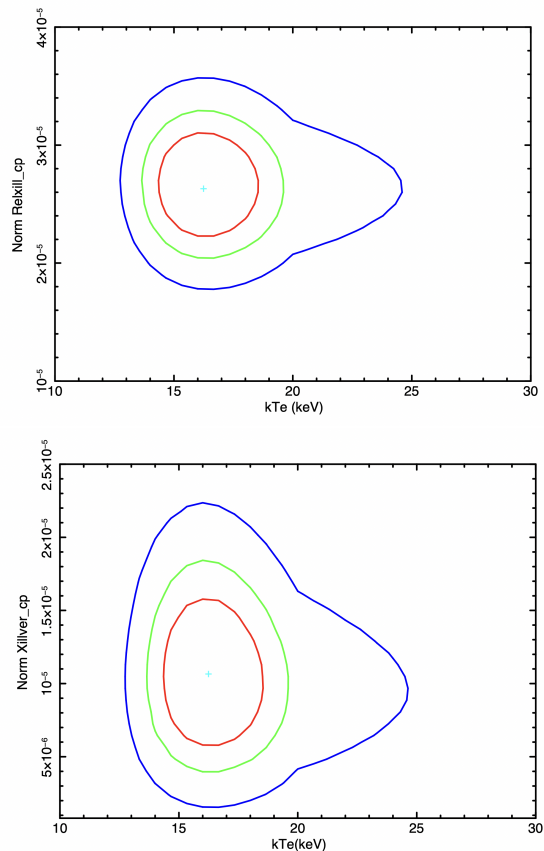 4×10⁻⁵
3×10⁻⁵
2×10⁻⁵
10⁻⁵
Norm Relxill_cp
10 15 20 25 30
kTe (keV)
2.5×10⁻⁵
2×10⁻⁵
1.5×10⁻⁵
10⁻⁵
5×10⁻⁶
Norm Xillver_cp
10 15 20 25 30
kTe(keV)